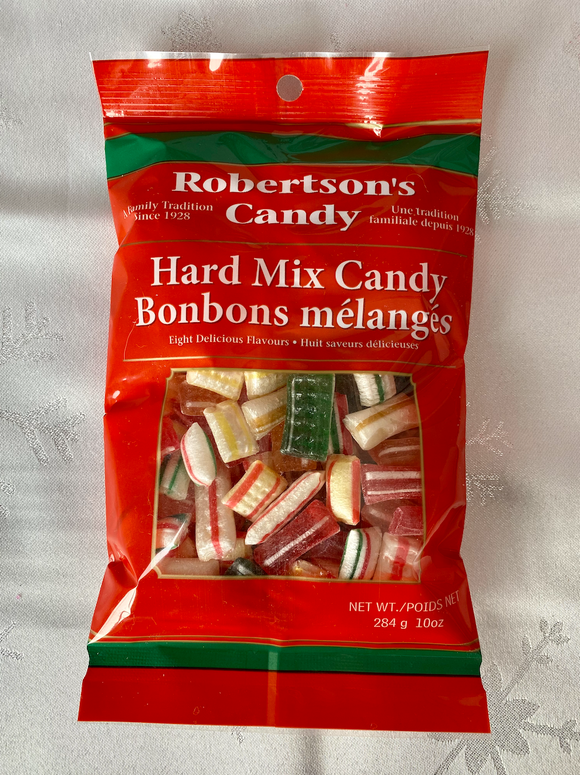 Robertson's
Candy
A Family Tradition
Since 1928
Une tradition
familiale depuis 1928
Hard Mix Candy
Bonbons mélangés
Eight Delicious Flavours • Huit saveurs délicieuses
NET WT./POIDS NET
284 g 10oz